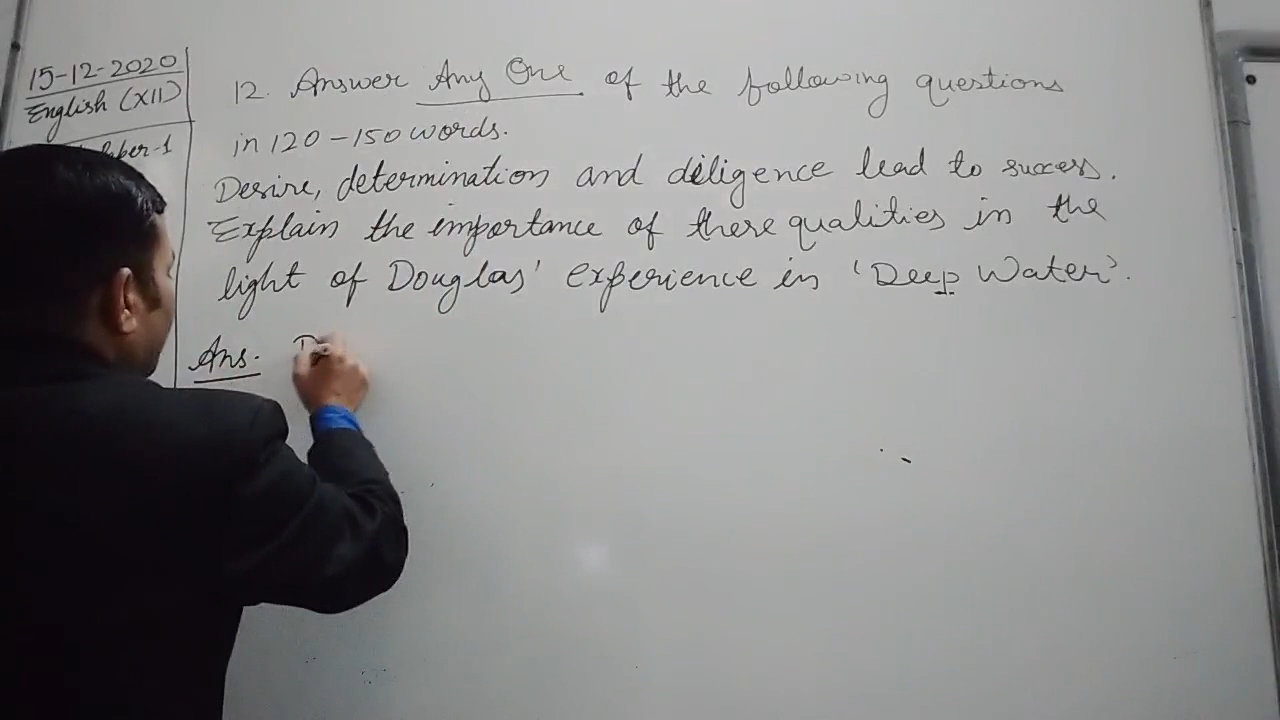 15-12-2020
English (XII)
12. Answer Any One of the following questions
in 120-150 words.
Desire, determination and diligence lead to success.
Explain the importance of these qualities in the
light of Douglas' experience in 'Deep Water'.
Ans.